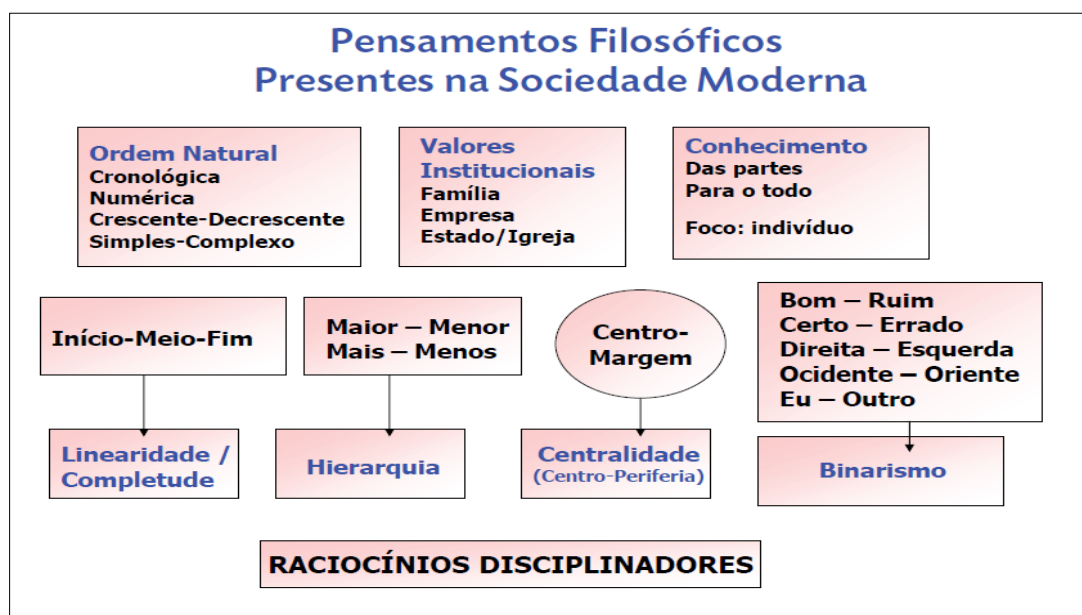 Pensamentos Filosóficos
Presentes na Sociedade Moderna
Ordem Natural
Cronológica
Numérica
Crescente-Decrescente
Simples-Complexo
Valores
Institucionais
Família
Empresa
Estado/Igreja
Conhecimento
Das partes
Para o todo
Foco: indivíduo
Início-Meio-Fim
Maior – Menor
Mais – Menos
Centro-
Margem
Bom – Ruim
Certo – Errado
Direita – Esquerda
Ocidente – Oriente
Eu – Outro
Linearidade /
Completude
Hierarquia
Centralidade
(Centro-Periferia)
Binarismo
RACIOCÍNIOS DISCIPLINADORES